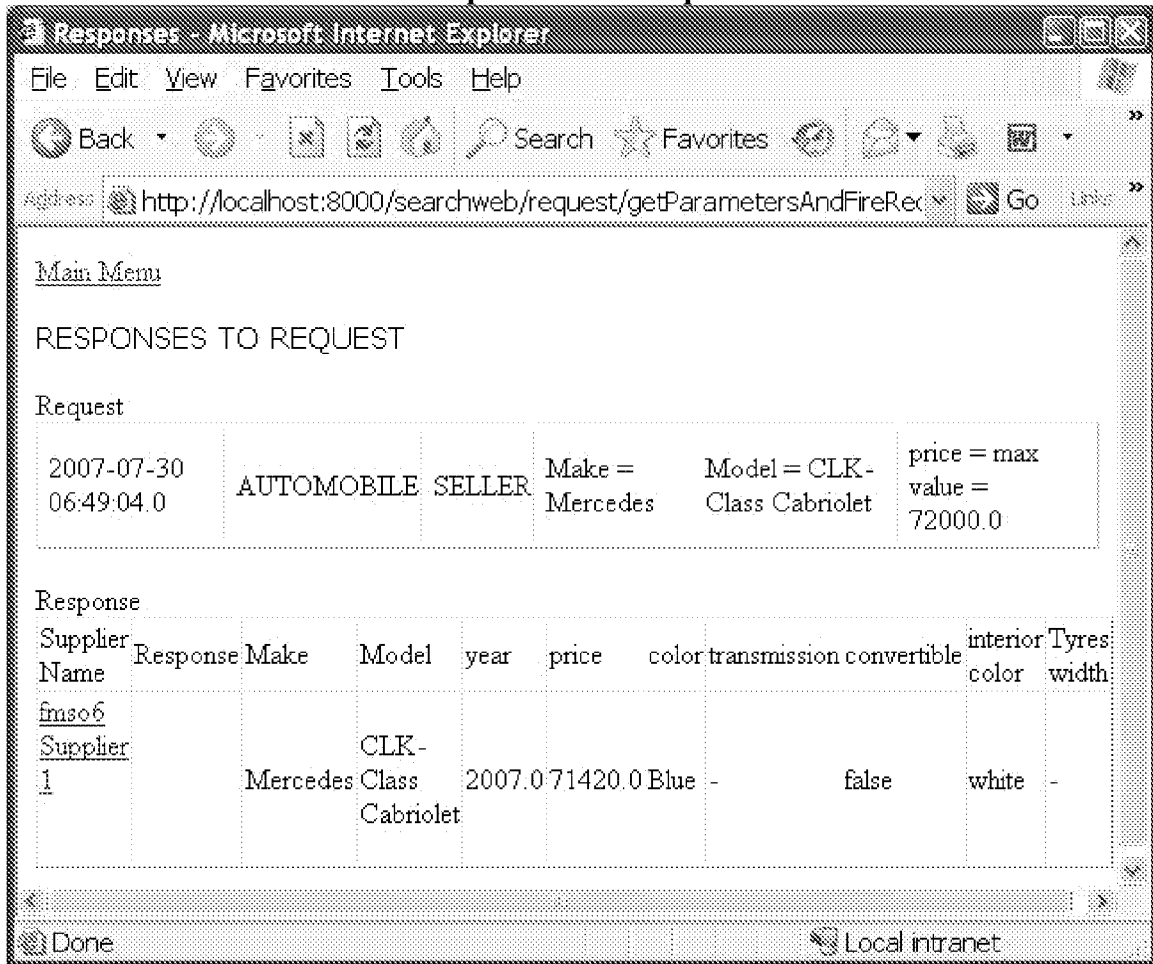 Responses - Microsoft Internet Explorer
File Edit View Favorites Tools Help
Back Search Favorites »
Address http://localhost:8000/searchweb/request/getParametersAndFireRec Go Links »
Main Menu
RESPONSES TO REQUEST
Request
2007-07-30 06:49:04.0 AUTOMOBILE SELLER Make = Mercedes Model = CLK-Class Cabriolet price = max value = 72000.0
Response
Supplier Name Response Make Model year price color transmission convertible interior color Tyres width
fmso6 Supplier 1 Mercedes CLK-Class Cabriolet 2007.0 71420.0 Blue - false white -
Done Local intranet